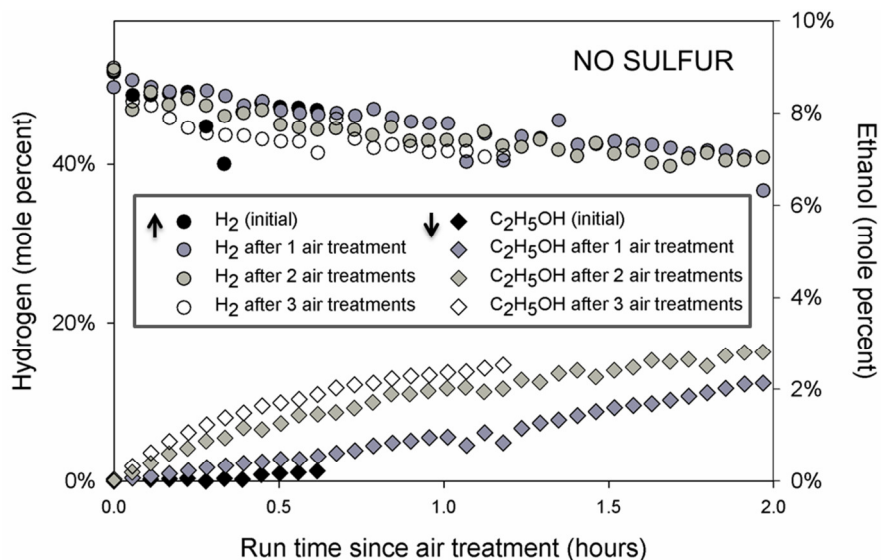 NO SULFUR
10%
8%
6%
4%
2%
0%
Ethanol (mole percent)
40%
20%
0%
Hydrogen (mole percent)
H2 (initial)
H2 after 1 air treatment
H2 after 2 air treatments
H2 after 3 air treatments
C2H5OH (initial)
C2H5OH after 1 air treatment
C2H5OH after 2 air treatments
C2H5OH after 3 air treatments
0.0 0.5 1.0 1.5 2.0
Run time since air treatment (hours)